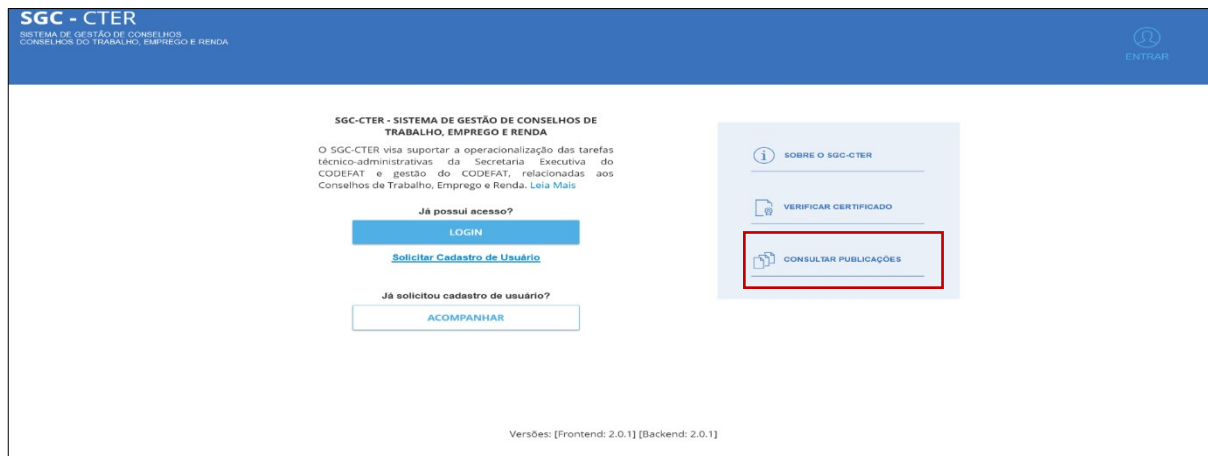 SGC - CTER
SISTEMA DE GESTÃO DE CONSELHOS
CONSELHOS DO TRABALHO, EMPREGO E RENDA
ENTRAR
SGC-CTER - SISTEMA DE GESTÃO DE CONSELHOS DE
TRABALHO, EMPREGO E RENDA
O SGC-CTER visa suportar a operacionalização das tarefas
técnico-administrativas da Secretaria Executiva do
CODEFAT e gestão do CODEFAT, relacionadas aos
Conselhos de Trabalho, Emprego e Renda. Leia Mais
Já possui acesso?
LOGIN
Solicitar Cadastro de Usuário
Já solicitou cadastro de usuário?
ACOMPANHAR
SOBRE O SGC-CTER
VERIFICAR CERTIFICADO
CONSULTAR PUBLICAÇÕES
Versões: [Frontend: 2.0.1] [Backend: 2.0.1]